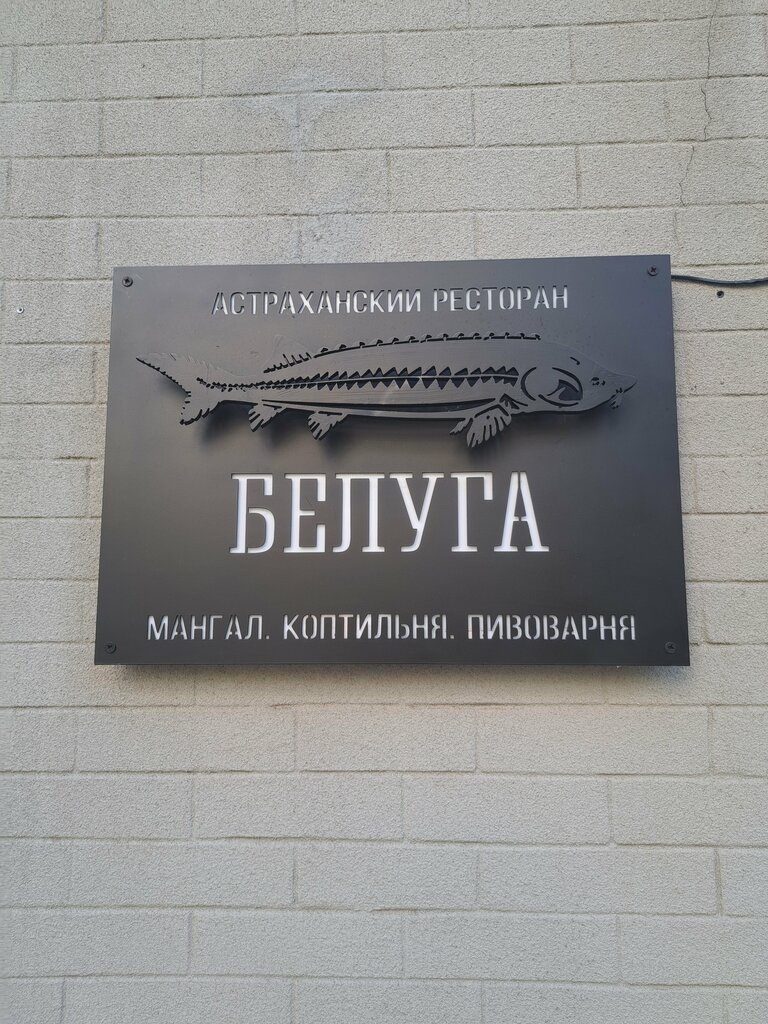 АСТРАХАНСКИЙ РЕСТОРАН
БЕЛУГА
МАНГАЛ. КОПТИЛЬНЯ. ПИВОВАРНЯ